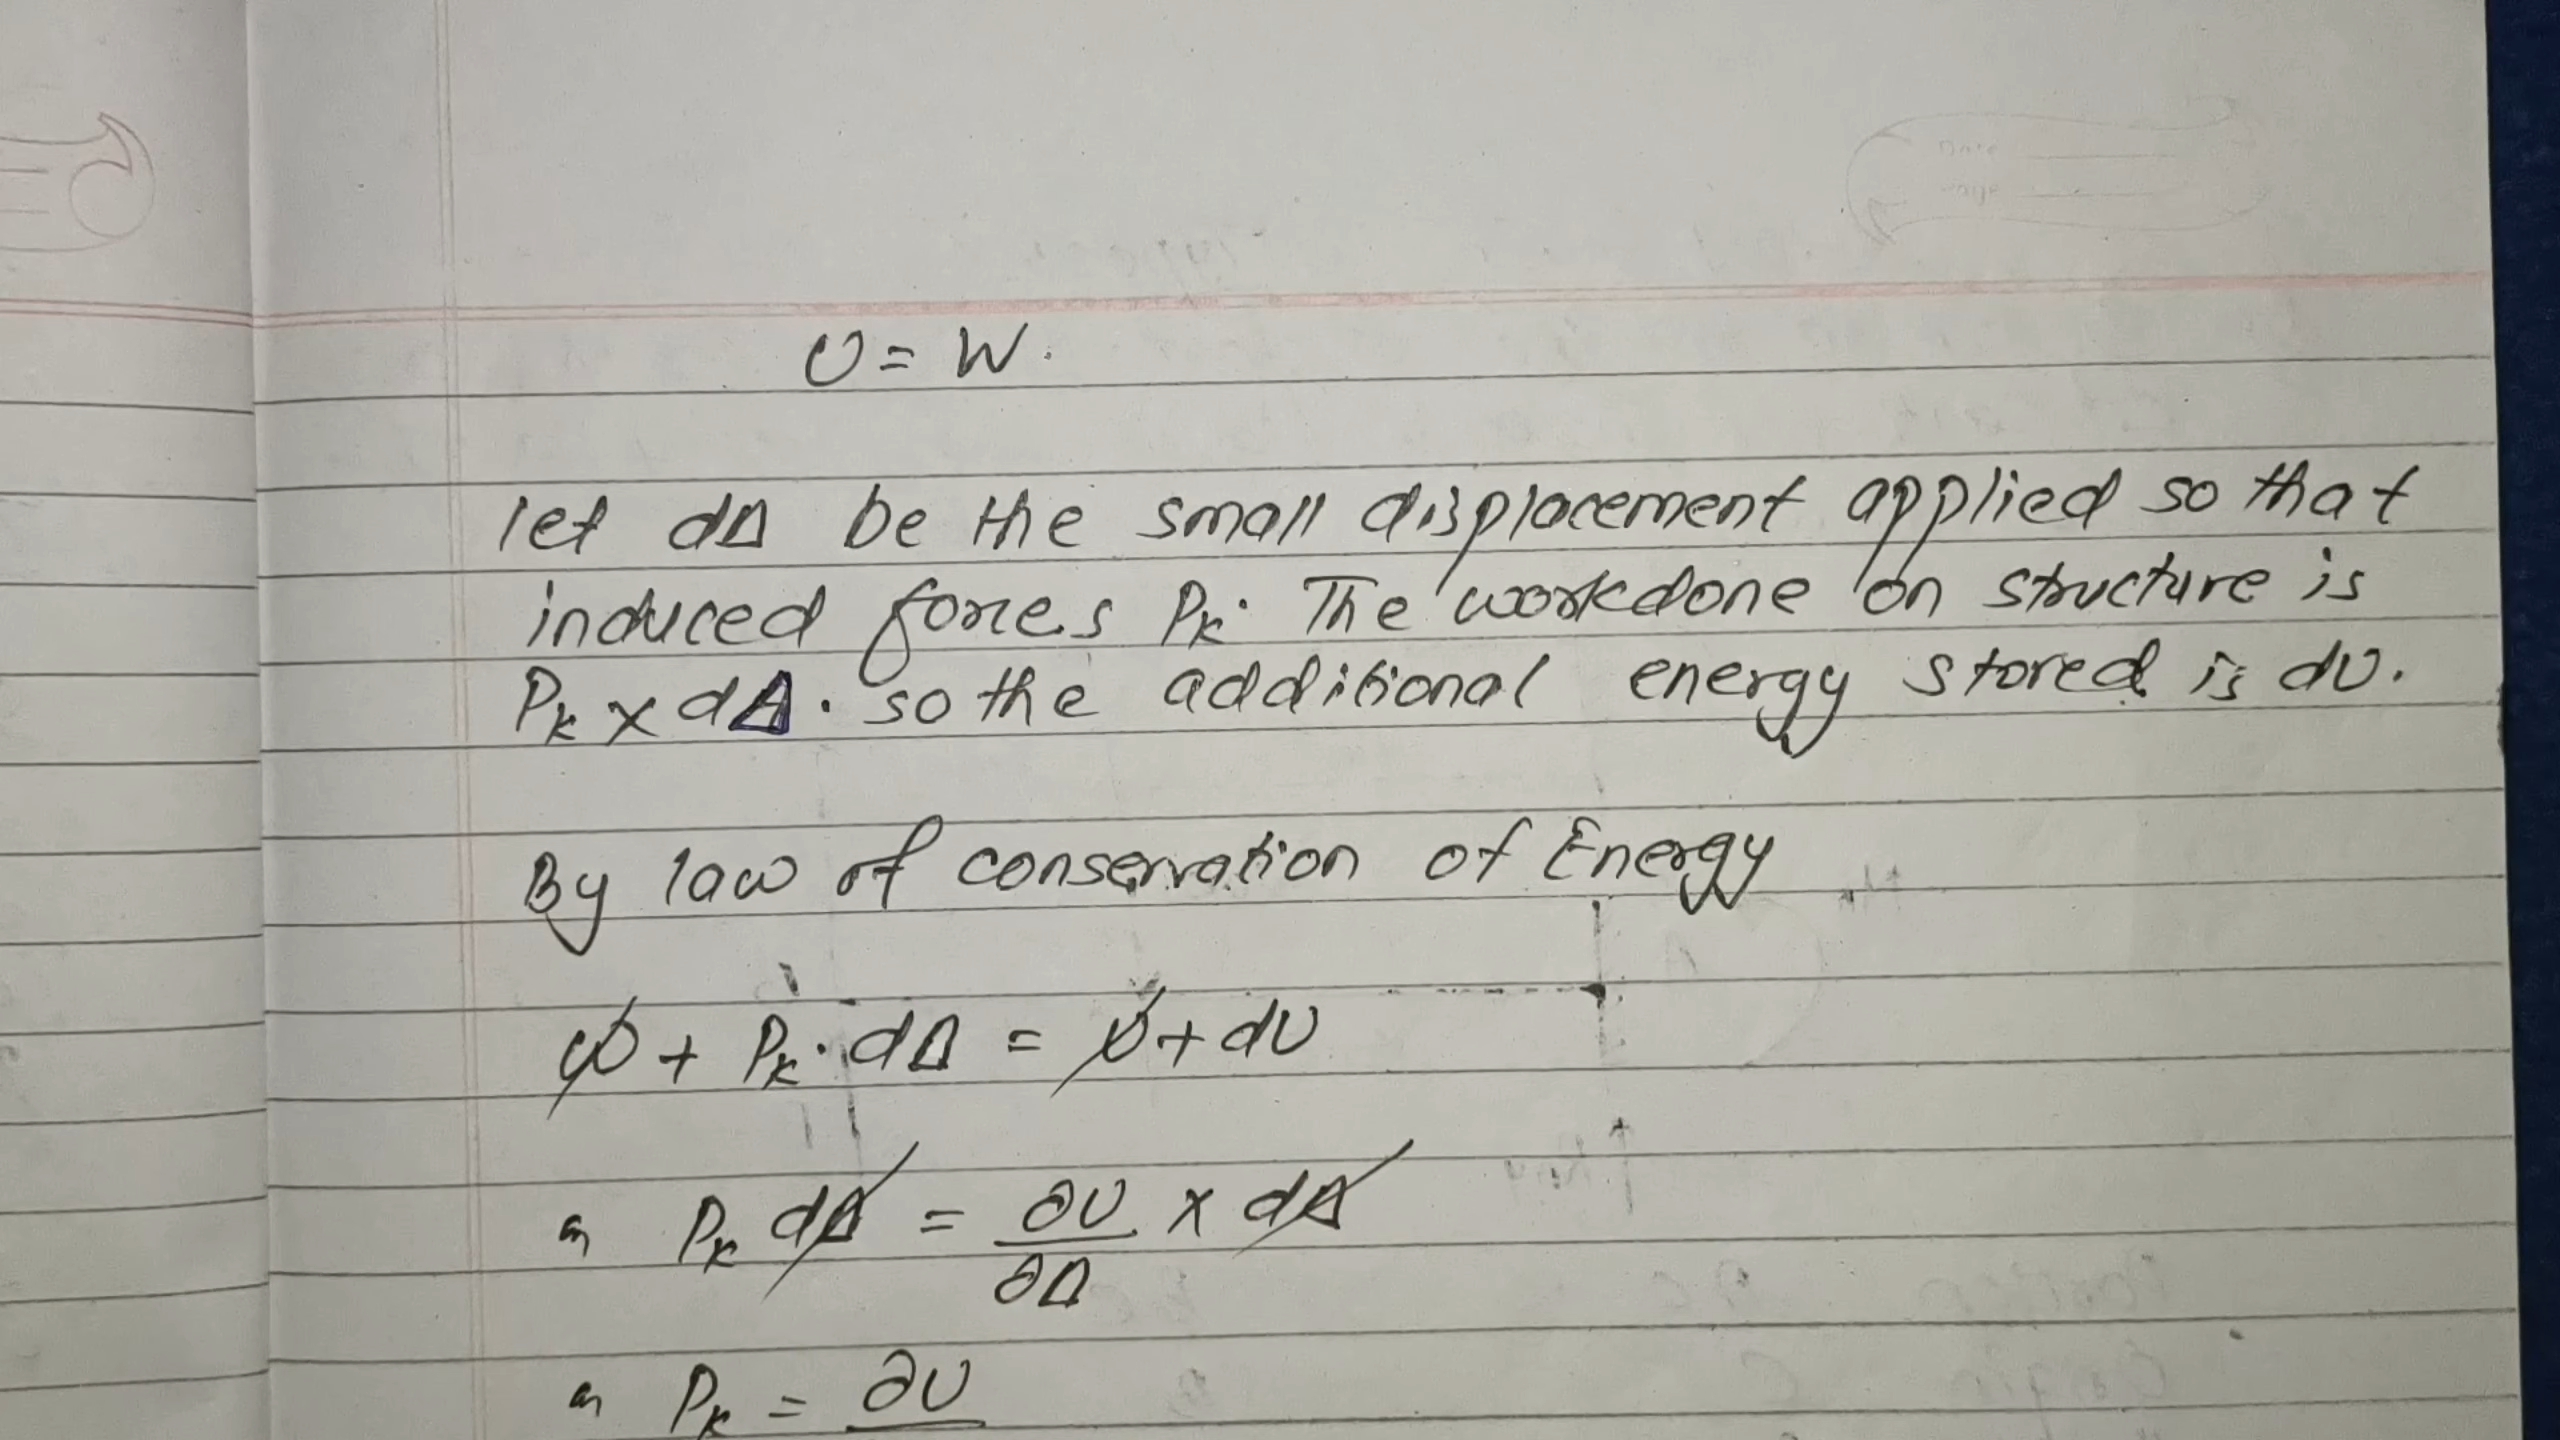 U = W.
let dΔ be the small displacement applied so that
induced forces Pk. The workdone on structure is
Pk x dΔ. so the additional energy stored is dU.
By law of conservation of Energy
W + Pk. dΔ = U + dU
Pk dΔ = ∂U/∂Δ x dΔ
Pk = ∂U